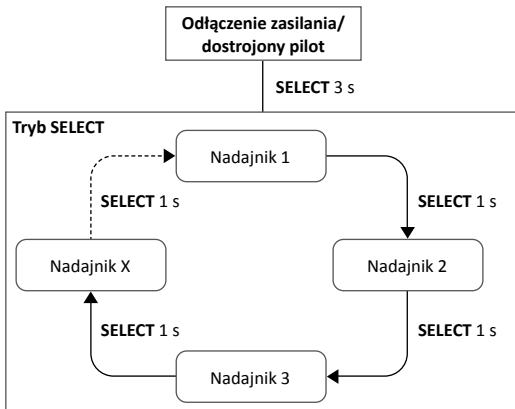 Odłączenie zasilania/
dostrojony pilot
SELECT 3 s
Tryb SELECT
Nadajnik 1
SELECT 1 s
SELECT 1 s
Nadajnik X
Nadajnik 2
SELECT 1 s
SELECT 1 s
Nadajnik 3